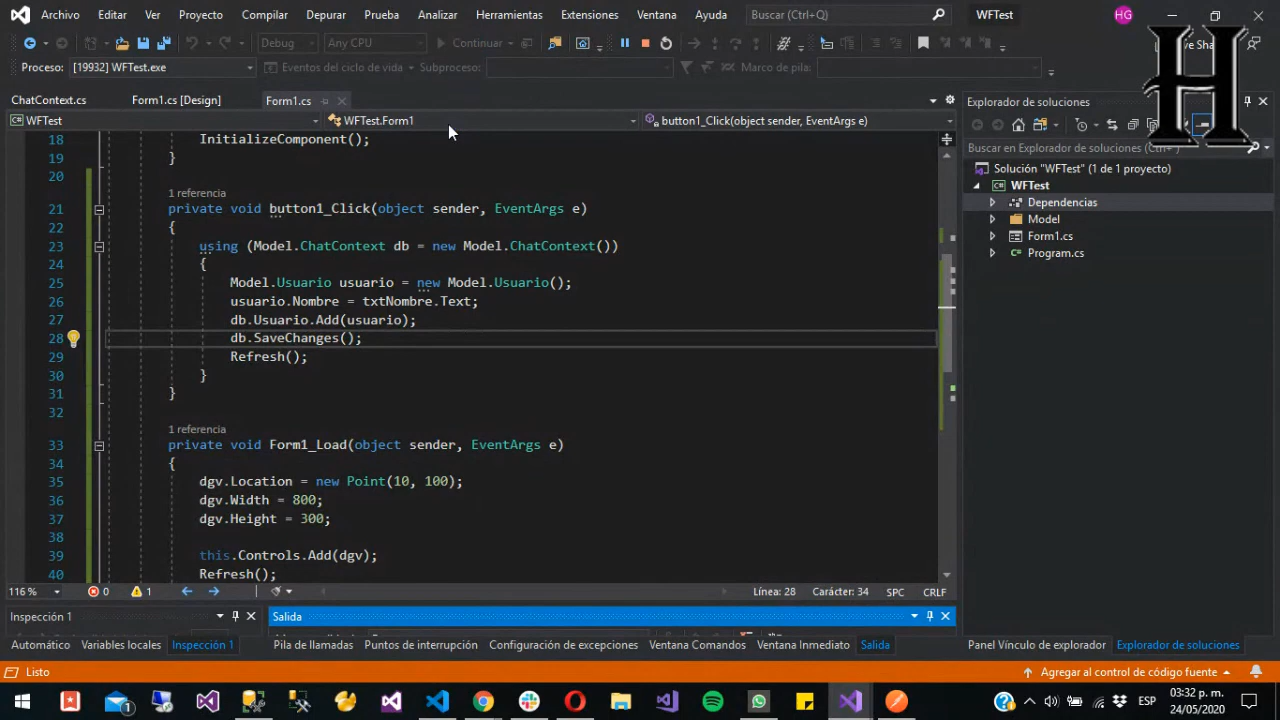 Archivo Editar Ver Proyecto Compilar Depurar Prueba Analizar Herramientas Extensiones Ventana Ayuda Buscar (Ctrl+Q) WFTest HG
Debug Any CPU Continuar
Proceso: [19932] WFTest.exe Eventos del ciclo de vida Subproceso: Marco de pila:
ChatContext.cs Form1.cs [Design] Form1.cs Explorador de soluciones
WFTest WFTest.Form1 button1_Click(object sender, EventArgs e)
18 InitializeComponent();
19 }
20
1 referencia
21 private void button1_Click(object sender, EventArgs e)
22 {
23 using (Model.ChatContext db = new Model.ChatContext())
24 {
25 Model.Usuario usuario = new Model.Usuario();
26 usuario.Nombre = txtNombre.Text;
27 db.Usuario.Add(usuario);
28 db.SaveChanges();
29 Refresh();
30 }
31 }
32
1 referencia
33 private void Form1_Load(object sender, EventArgs e)
34 {
35 dgv.Location = new Point(10, 100);
36 dgv.Width = 800;
37 dgv.Height = 300;
38
39 this.Controls.Add(dgv);
40 Refresh();
Buscar en Explorador de soluciones (Ctrl+
Solución "WFTest" (1 de 1 proyecto)
WFTest
Dependencias
Model
Form1.cs
Program.cs
116 % 0 1 Línea: 28 Carácter: 34 SPC CRLF
Inspección 1 Salida
Automático Variables locales Inspección 1 Pila de llamadas Puntos de interrupción Configuración de excepciones Ventana Comandos Ventana Inmediato Salida Panel Vínculo de explorador Explorador de soluciones
Listo Agregar al control de código fuente
ESP 03:32 p. m.
24/05/2020